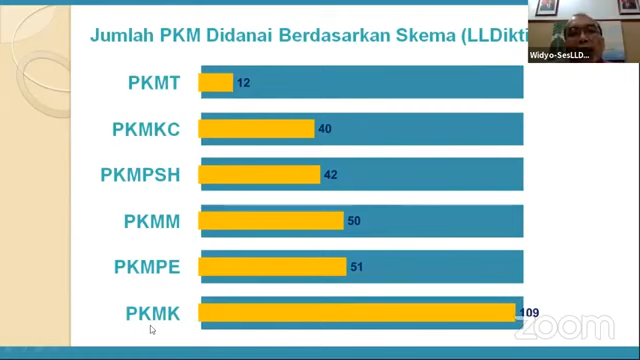 Jumlah PKM Didanai Berdasarkan Skema (LLDikti
Widyo-SesLLD...
PKMT 12
PKMKC 40
PKMPSH 42
PKMM 50
PKMPE 51
PKMK 109
zoom